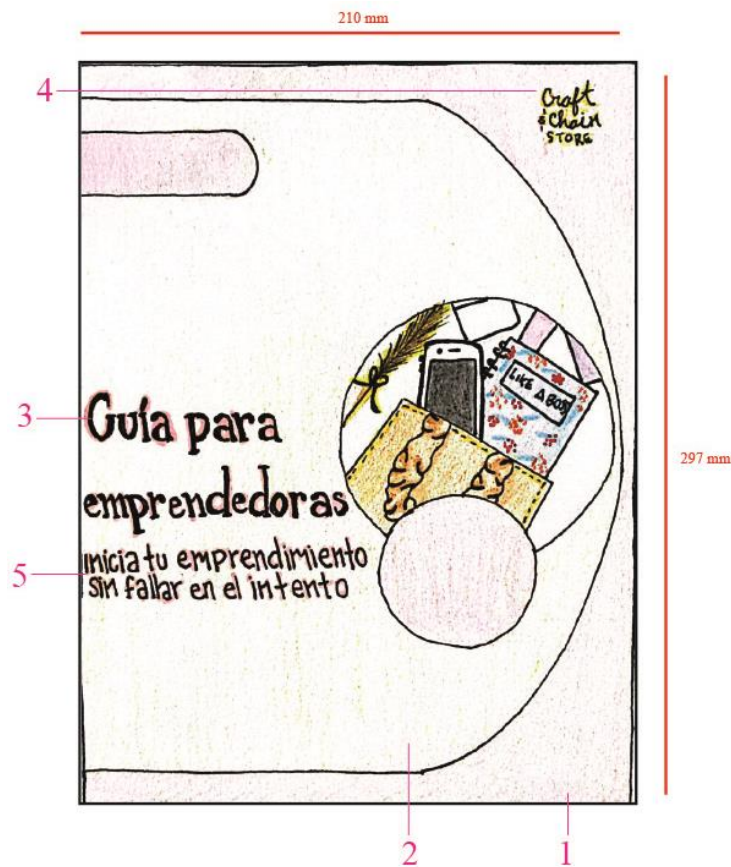 210 mm
4
Craft
& Chain
STORE
3
Guía para
emprendedoras
LIKE A BOSS
297 mm
5
inicia tu emprendimiento
sin fallar en el intento
2
1